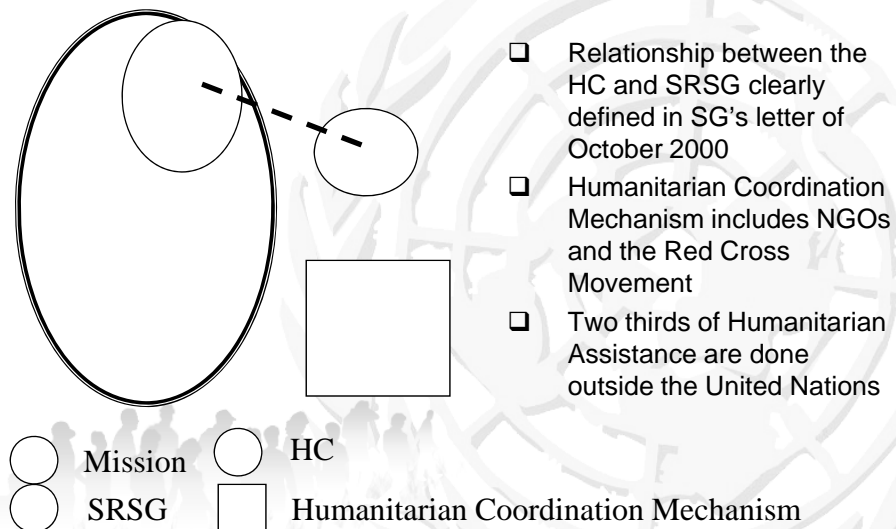 Relationship between the
HC and SRSG clearly
defined in SG's letter of
October 2000
Humanitarian Coordination
Mechanism includes NGOs
and the Red Cross
Movement
Two thirds of Humanitarian
Assistance are done
outside the United Nations
Mission
HC
SRSG
Humanitarian Coordination Mechanism